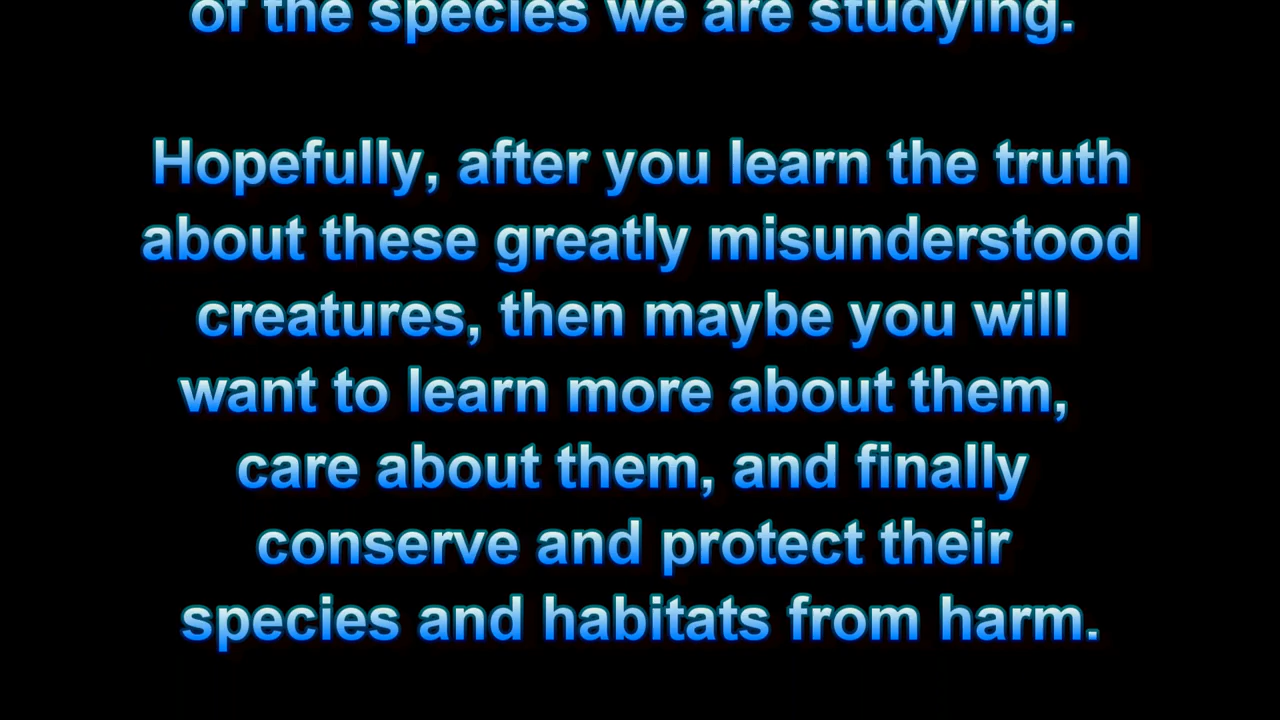 of the species we are studying.
Hopefully, after you learn the truth
about these greatly misunderstood
creatures, then maybe you will
want to learn more about them,
care about them, and finally
conserve and protect their
species and habitats from harm.